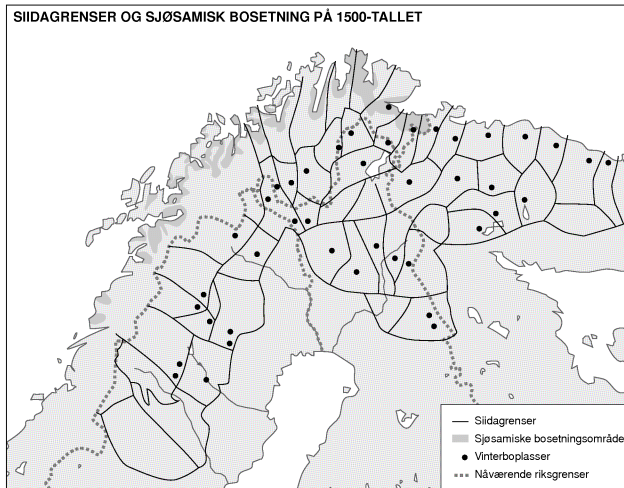 SIIDAGRENSER OG SJØSAMISK BOSETNING PÅ 1500-TALLET
Siidagrenser
Sjøsamiske bosetningsområde
Vinterboplasser
Nåværende riksgrenser